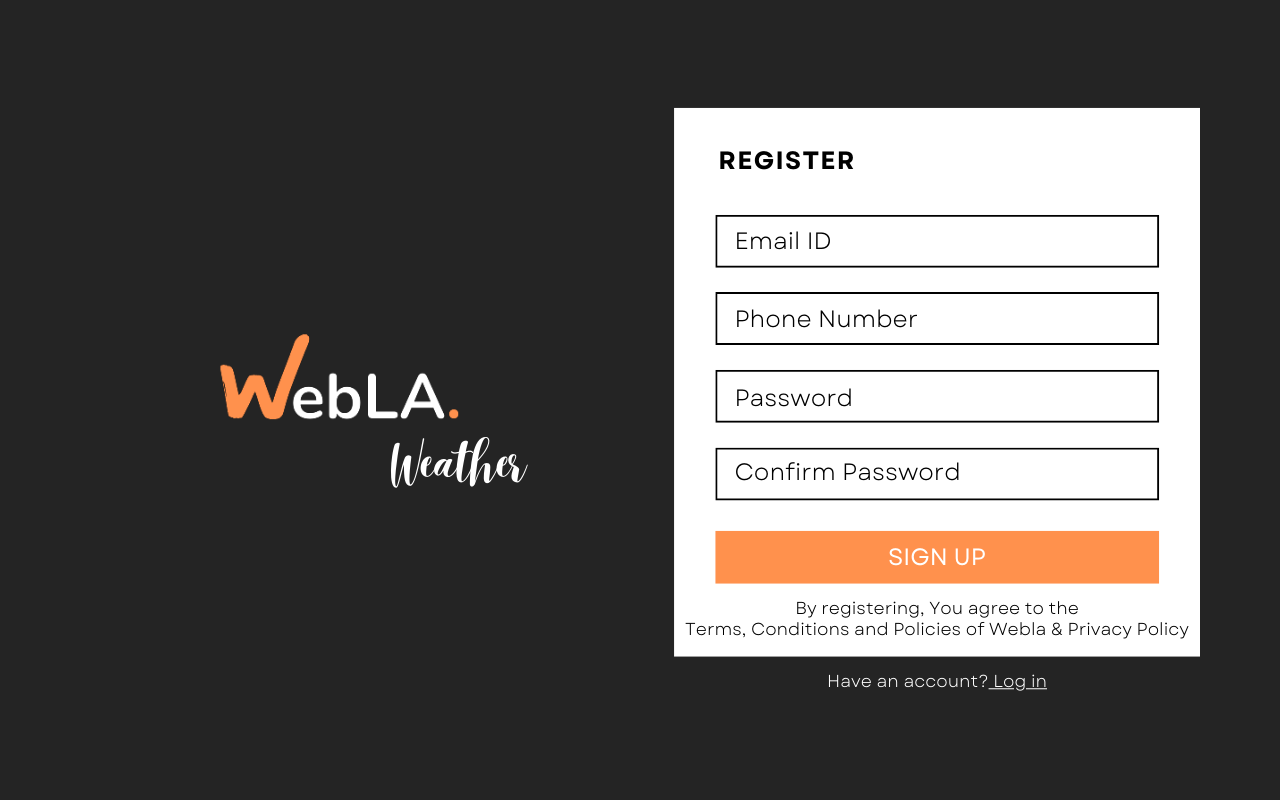 WebLA.
Weather
REGISTER
Email ID
Phone Number
Password
Confirm Password
SIGN UP
By registering, You agree to the
Terms, Conditions and Policies of Webla & Privacy Policy
Have an account? Log in